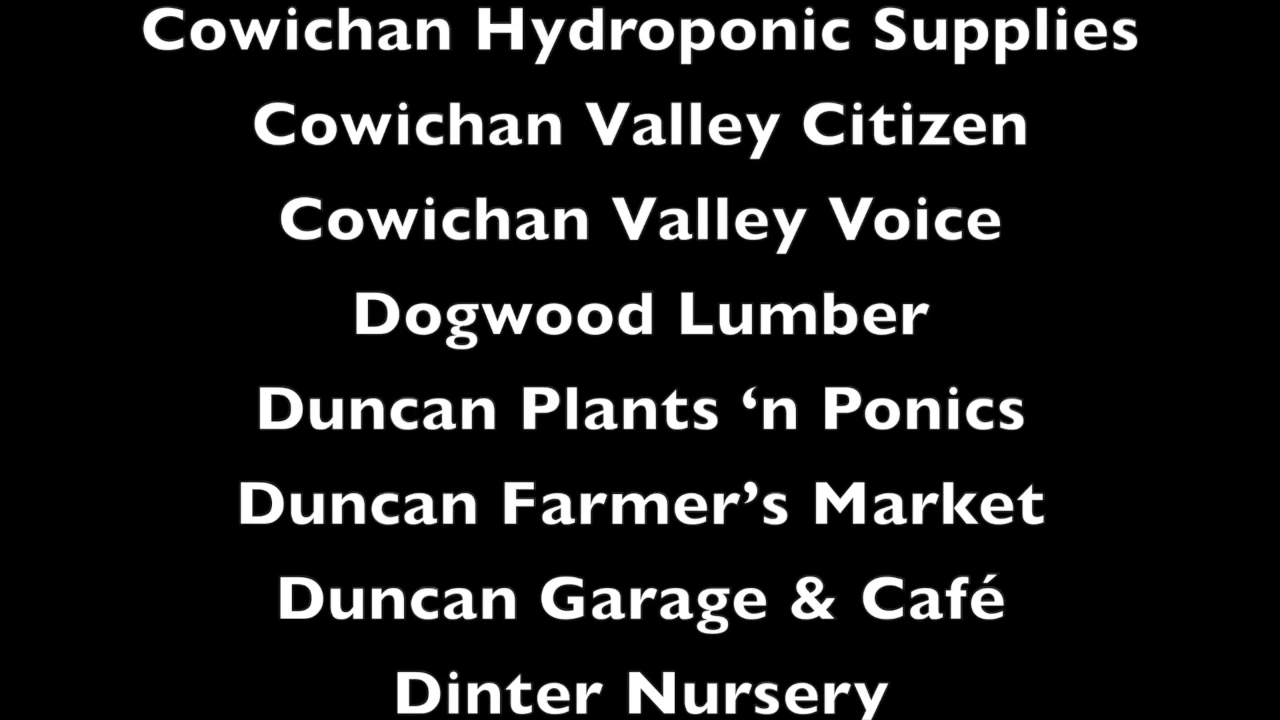 Cowichan Hydroponic Supplies
Cowichan Valley Citizen
Cowichan Valley Voice
Dogwood Lumber
Duncan Plants ‘n Ponics
Duncan Farmer’s Market
Duncan Garage & Café
Dinter Nursery